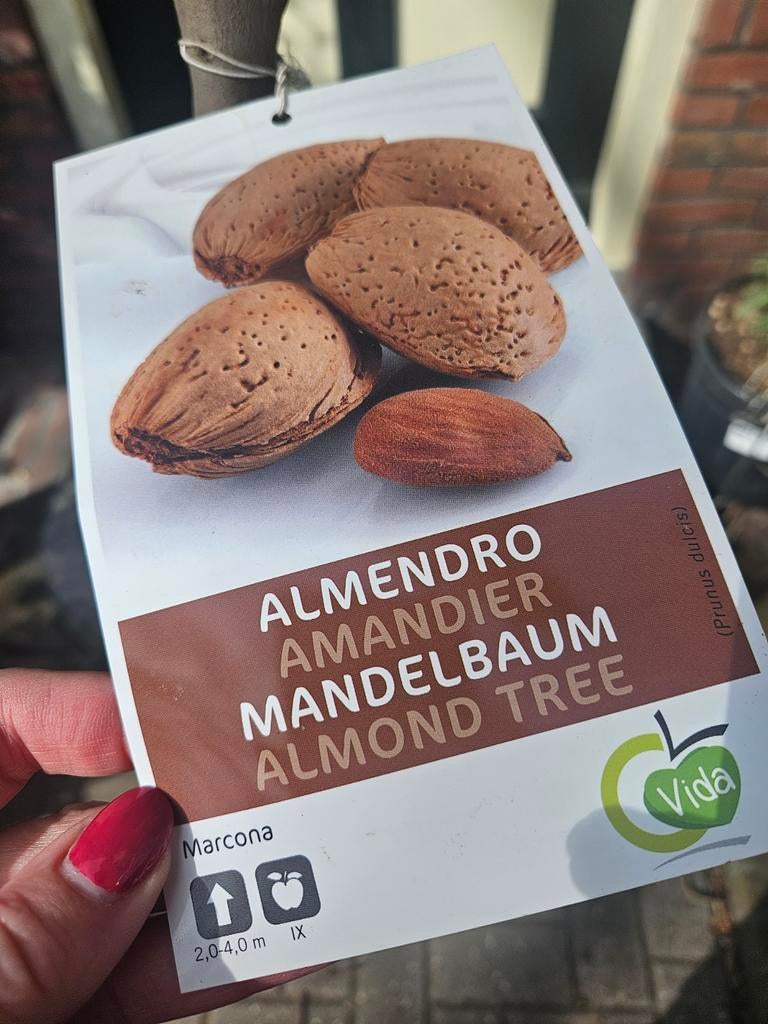 ALMENDRO
AMANDIER
MANDELBAUM
ALMOND TREE
(Prunus dulcis)
Vida
Marcona
2,0-4,0 m
IX